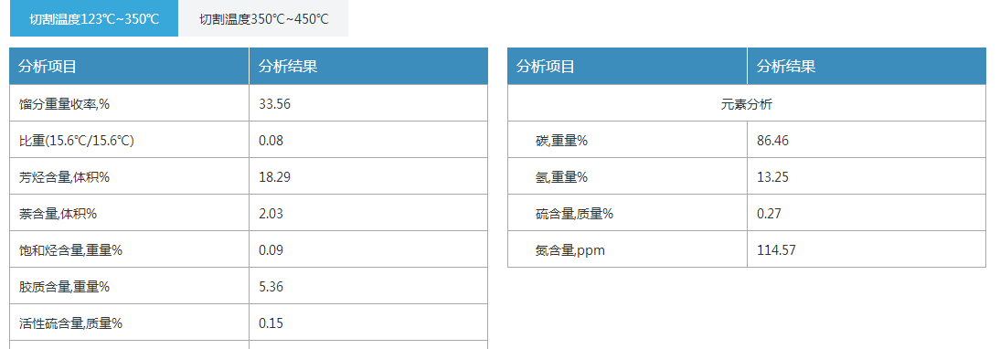 切割温度123℃~350℃ 切割温度350℃~450℃
分析项目 分析结果
馏分重量收率,% 33.56
比重(15.6℃/15.6℃) 0.08
芳烃含量,体积% 18.29
萘含量,体积% 2.03
饱和烃含量,重量% 0.09
胶质含量,重量% 5.36
活性硫含量,质量% 0.15
分析项目 分析结果
元素分析
碳,重量% 86.46
氢,重量% 13.25
硫含量,质量% 0.27
氮含量,ppm 114.57